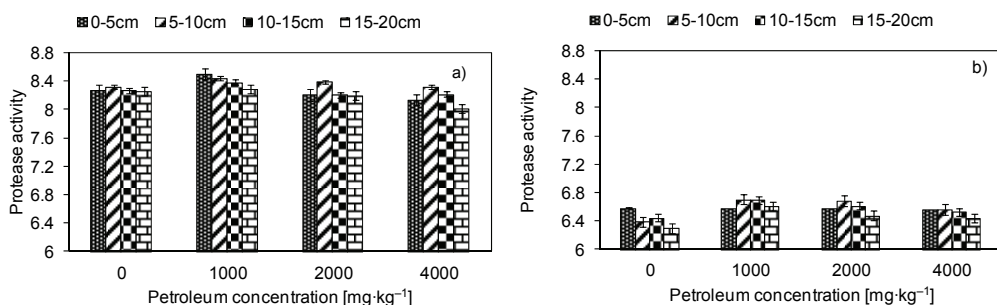 0-5cm 5-10cm 10-15cm 15-20cm
8.8
8.4
8
7.6
7.2
6.8
6.4
6
Protease activity
a)
0 1000 2000 4000
Petroleum concentration [mg·kg⁻¹]
0-5cm 5-10cm 10-15cm 15-20cm
8.8
8.4
8
7.6
7.2
6.8
6.4
6
Protease activity
b)
0 1000 2000 4000
Petroleum concentration [mg·kg⁻¹]